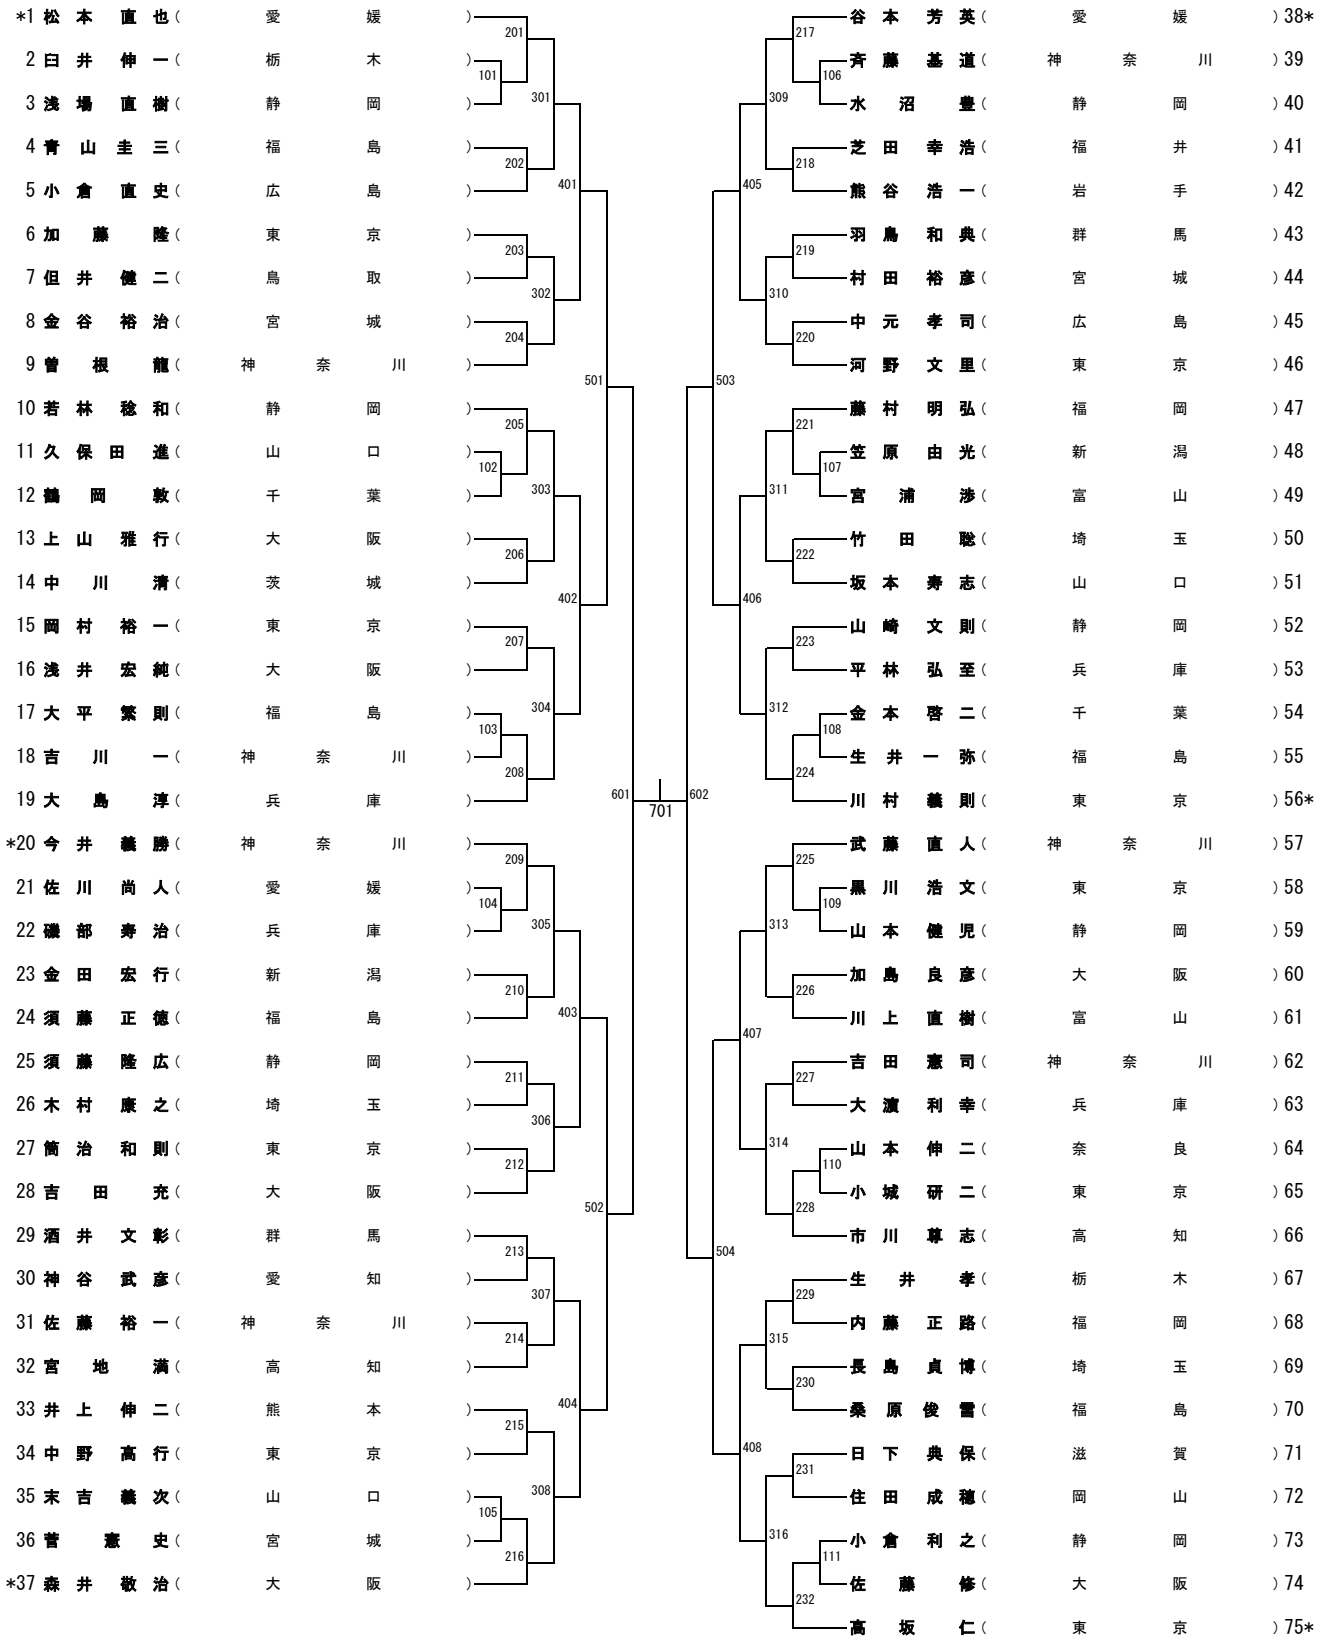 *1 松本 直也 (愛媛)
201
2 臼井 伸一 (栃木)
101
3 浅場 直樹 (静岡)
301
4 青山 圭三 (福島)
202
5 小倉 直史 (広島)
401
6 加藤 隆 (東京)
203
7 但井 健二 (鳥取)
302
8 金谷 裕治 (宮城)
204
9 曽根 龍 (神奈川)
501
10 若林 稔和 (静岡)
205
11 久保田 進 (山口)
102
12 鶴岡 敦 (千葉)
303
13 上山 雅行 (大阪)
206
14 中川 清 (茨城)
402
15 岡村 裕一 (東京)
207
16 浅井 宏純 (大阪)
17 大平 繁則 (福島)
304
103
18 吉川 一 (神奈川)
208
19 大島 淳 (兵庫)
601
701
*20 今井 義勝 (神奈川)
209
21 佐川 尚人 (愛媛)
104
22 磯部 寿治 (兵庫)
305
23 金田 宏行 (新潟)
210
24 須藤 正徳 (福島)
403
25 須藤 隆広 (静岡)
211
26 木村 康之 (埼玉)
306
27 筒治 和則 (東京)
212
28 吉田 充 (大阪)
502
29 酒井 文彰 (群馬)
213
30 神谷 武彦 (愛知)
307
31 佐藤 裕一 (神奈川)
214
32 宮地 満 (高知)
33 井上 伸二 (熊本)
404
215
34 中野 高行 (東京)
35 末吉 義次 (山口)
308
105
36 菅 憲史 (宮城)
216
*37 森井 敬治 (大阪)
谷本 芳英 (愛媛) 38*
217
斉藤 基道 (神奈川) 39
106
水沼 豊 (静岡) 40
309
芝田 幸浩 (福井) 41
218
熊谷 浩一 (岩手) 42
405
羽鳥 和典 (群馬) 43
219
村田 裕彦 (宮城) 44
310
中元 孝司 (広島) 45
220
河野 文里 (東京) 46
503
藤村 明弘 (福岡) 47
221
笠原 由光 (新潟) 48
107
宮浦 渉 (富山) 49
311
竹田 聡 (埼玉) 50
222
坂本 寿志 (山口) 51
406
山崎 文則 (静岡) 52
223
平林 弘至 (兵庫) 53
金本 啓二 (千葉) 54
312
108
生井 一弥 (福島) 55
224
川村 義則 (東京) 56*
602
武藤 直人 (神奈川) 57
225
黒川 浩文 (東京) 58
109
山本 健児 (静岡) 59
313
加島 良彦 (大阪) 60
226
川上 直樹 (富山) 61
407
吉田 憲司 (神奈川) 62
227
大濵 利幸 (兵庫) 63
山本 伸二 (奈良) 64
314
110
小城 研二 (東京) 65
228
市川 尊志 (高知) 66
504
生井 孝 (栃木) 67
229
内藤 正路 (福岡) 68
315
長島 貞博 (埼玉) 69
230
桑原 俊雷 (福島) 70
408
日下 典保 (滋賀) 71
231
住田 成穂 (岡山) 72
小倉 利之 (静岡) 73
316
111
佐藤 修 (大阪) 74
232
高坂 仁 (東京) 75*